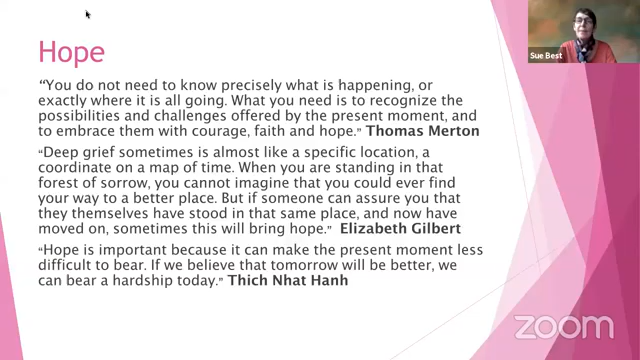 Hope
“You do not need to know precisely what is happening, or
exactly where it is all going. What you need is to recognize the
possibilities and challenges offered by the present moment, and
to embrace them with courage, faith and hope.” Thomas Merton
“Deep grief sometimes is almost like a specific location, a
coordinate on a map of time. When you are standing in that
forest of sorrow, you cannot imagine that you could ever find
your way to a better place. But if someone can assure you that
they themselves have stood in that same place, and now have
moved on, sometimes this will bring hope.” Elizabeth Gilbert
“Hope is important because it can make the present moment less
difficult to bear. If we believe that tomorrow will be better, we
can bear a hardship today.” Thich Nhat Hanh
Sue Best
zoom